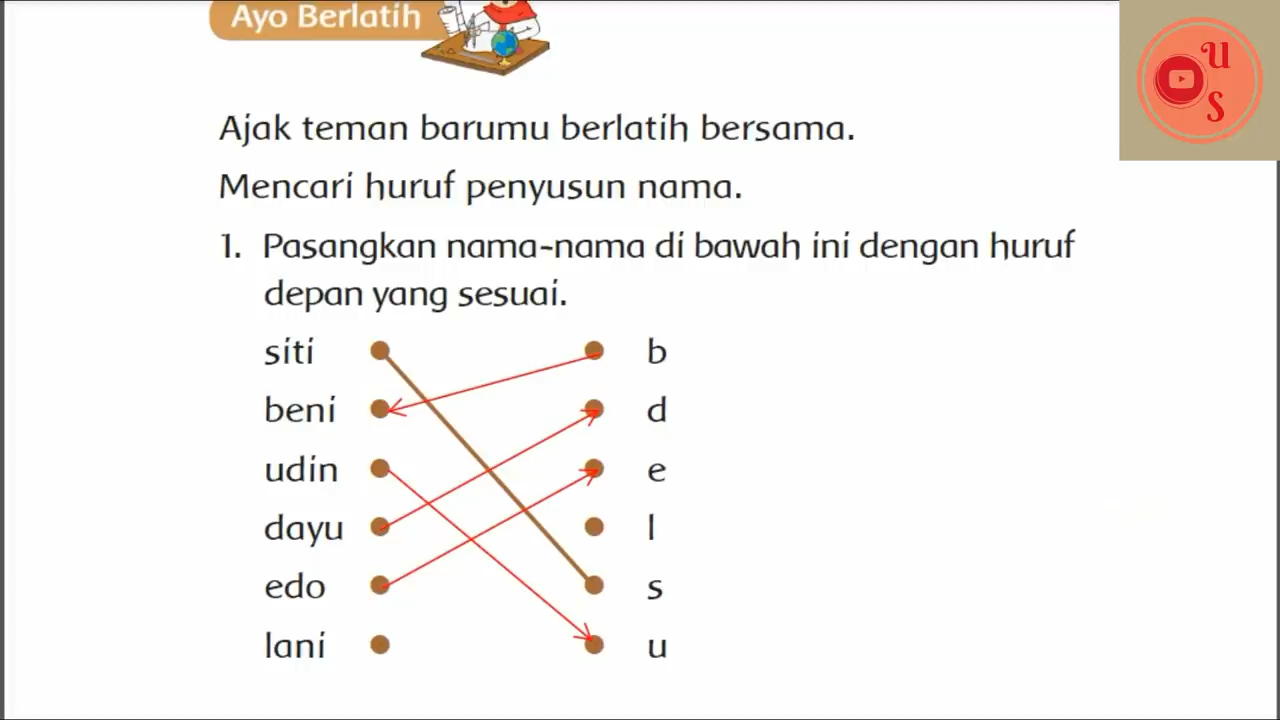 Ayo Berlatih
U
S
Ajak teman barumu berlatih bersama.
Mencari huruf penyusun nama.
1. Pasangkan nama-nama di bawah ini dengan huruf
depan yang sesuai.
siti b
beni d
udin e
dayu l
edo s
lani u